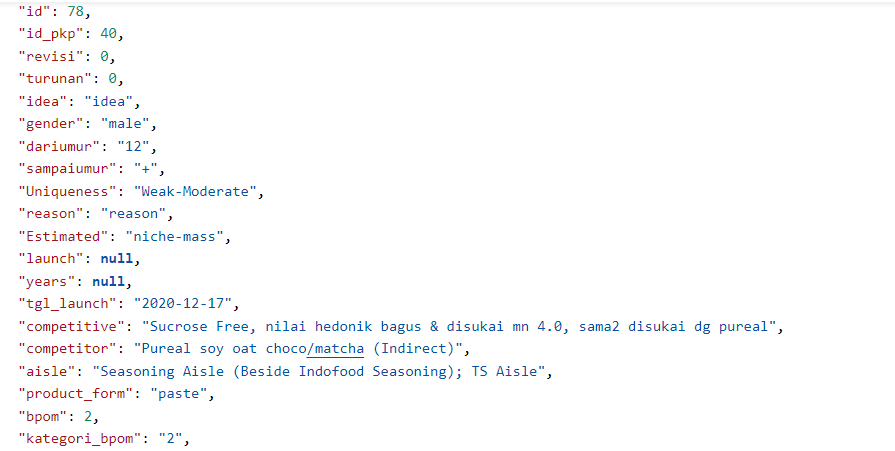 "id": 78,
"id_pkp": 40,
"revisi": 0,
"turunan": 0,
"idea": "idea",
"gender": "male",
"dariumur": "12",
"sampaiumur": "+",
"Uniqueness": "Weak-Moderate",
"reason": "reason",
"Estimated": "niche-mass",
"launch": null,
"years": null,
"tgl_launch": "2020-12-17",
"competitive": "Sucrose Free, nilai hedonik bagus & disukai mn 4.0, sama2 disukai dg pureal",
"competitor": "Pureal soy oat choco/matcha (Indirect)",
"aisle": "Seasoning Aisle (Beside Indofood Seasoning); TS Aisle",
"product_form": "paste",
"bpom": 2,
"kategori_bpom": "2",